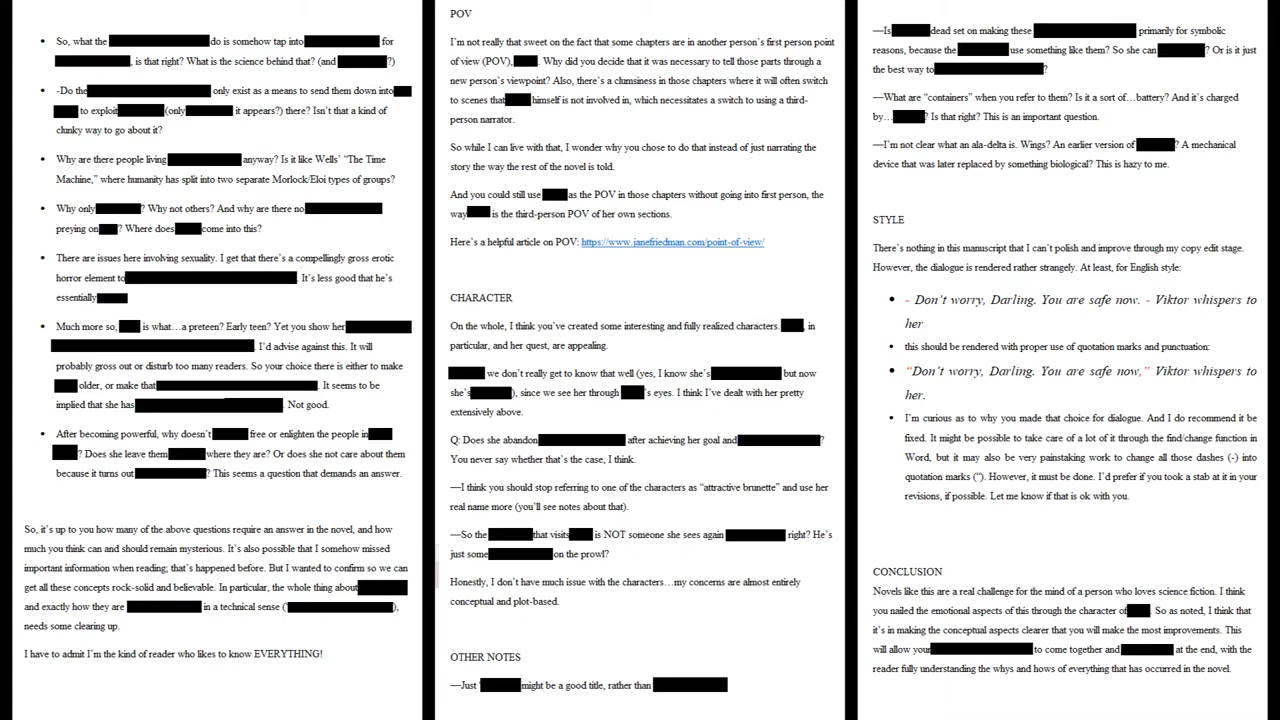 • So, what the do is somehow tap into for
, is that right? What is the science behind that? (and ?)
• -Do the only exist as a means to send them down into
to exploit (only it appears?) there? Isn't that a kind of
clunky way to go about it?
• Why are there people living anyway? Is it like Wells' “The Time
Machine,” where humanity has split into two separate Morlock/Eloi types of groups?
• Why only ? Why not others? And why are there no
preying on ? Where does come into this?
• There are issues here involving sexuality. I get that there's a compellingly gross erotic
horror element to . It's less good that he's
essentially
• Much more so, is what…a preteen? Early teen? Yet you show her
. I'd advise against this. It will
probably gross out or disturb too many readers. So your choice there is either to make
older, or make that . It seems to be
implied that she has . Not good.
• After becoming powerful, why doesn't free or enlighten the people in
? Does she leave them where they are? Or does she not care about them
because it turns out ? This seems a question that demands an answer.
So, it's up to you how many of the above questions require an answer in the novel, and how
much you think can and should remain mysterious. It's also possible that I somehow missed
important information when reading; that's happened before. But I wanted to confirm so we can
get all these concepts rock-solid and believable. In particular, the whole thing about
and exactly how they are in a technical sense (' ),
needs some clearing up.
I have to admit I'm the kind of reader who likes to know EVERYTHING!
POV
I'm not really that sweet on the fact that some chapters are in another person's first person point
of view (POV), . Why did you decide that it was necessary to tell those parts through a
new person's viewpoint? Also, there's a clumsiness in those chapters where it will often switch
to scenes that himself is not involved in, which necessitates a switch to using a third-
person narrator.
So while I can live with that, I wonder why you chose to do that instead of just narrating the
story the way the rest of the novel is told.
And you could still use as the POV in those chapters without going into first person, the
way is the third-person POV of her own sections.
Here's a helpful article on POV: https://www.janefriedman.com/point-of-view/
CHARACTER
On the whole, I think you've created some interesting and fully realized characters. , in
particular, and her quest, are appealing.
we don't really get to know that well (yes, I know she's but now
she's ), since we see her through 's eyes. I think I've dealt with her pretty
extensively above.
Q: Does she abandon after achieving her goal and ?
You never say whether that's the case, I think.
—I think you should stop referring to one of the characters as “attractive brunette” and use her
real name more (you'll see notes about that).
—So the that visits is NOT someone she sees again right? He's
just some on the prowl?
Honestly, I don't have much issue with the characters…my concerns are almost entirely
conceptual and plot-based.
OTHER NOTES
—Just ' might be a good title, rather than
—Is dead set on making these primarily for symbolic
reasons, because the use something like them? So she can ? Or is it just
the best way to ?
—What are “containers” when you refer to them? Is it a sort of…battery? And it's charged
by… ? Is that right? This is an important question.
—I'm not clear what an ala-delta is. Wings? An earlier version of ? A mechanical
device that was later replaced by something biological? This is hazy to me.
STYLE
There's nothing in this manuscript that I can't polish and improve through my copy edit stage.
However, the dialogue is rendered rather strangely. At least, for English style:
• - Don't worry, Darling. You are safe now. - Viktor whispers to
her
• this should be rendered with proper use of quotation marks and punctuation:
• “Don't worry, Darling. You are safe now,” Viktor whispers to
her.
• I'm curious as to why you made that choice for dialogue. And I do recommend it be
fixed. It might be possible to take care of a lot of it through the find/change function in
Word, but it may also be very painstaking work to change all those dashes (-) into
quotation marks (“). However, it must be done. I'd prefer if you took a stab at it in your
revisions, if possible. Let me know if that is ok with you.
CONCLUSION
Novels like this are a real challenge for the mind of a person who loves science fiction. I think
you nailed the emotional aspects of this through the character of . So as noted, I think that
it's in making the conceptual aspects clearer that you will make the most improvements. This
will allow your to come together and at the end, with the
reader fully understanding the whys and hows of everything that has occurred in the novel.